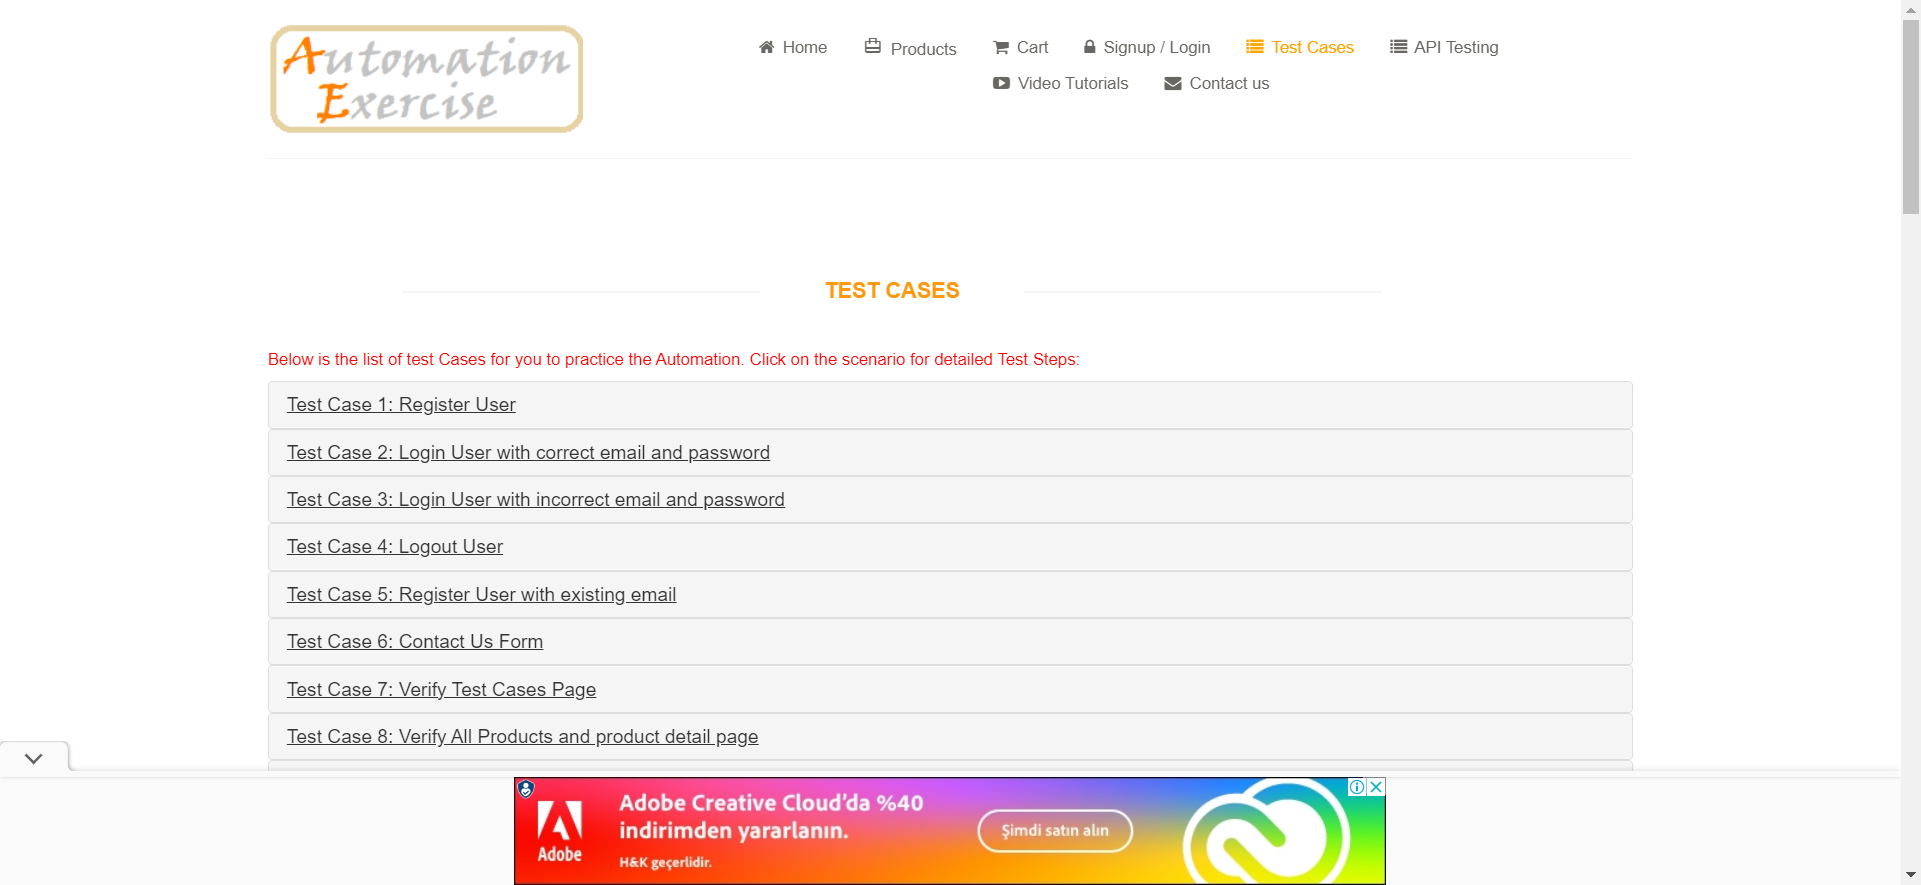 Automation
Exercise
Home
Products
Cart
Signup / Login
Test Cases
API Testing
Video Tutorials
Contact us
TEST CASES
Below is the list of test Cases for you to practice the Automation. Click on the scenario for detailed Test Steps:
Test Case 1: Register User
Test Case 2: Login User with correct email and password
Test Case 3: Login User with incorrect email and password
Test Case 4: Logout User
Test Case 5: Register User with existing email
Test Case 6: Contact Us Form
Test Case 7: Verify Test Cases Page
Test Case 8: Verify All Products and product detail page
Adobe
Adobe Creative Cloud'da %40
indirimden yararlanın.
H&K geçerlidir.
Şimdi satın alın